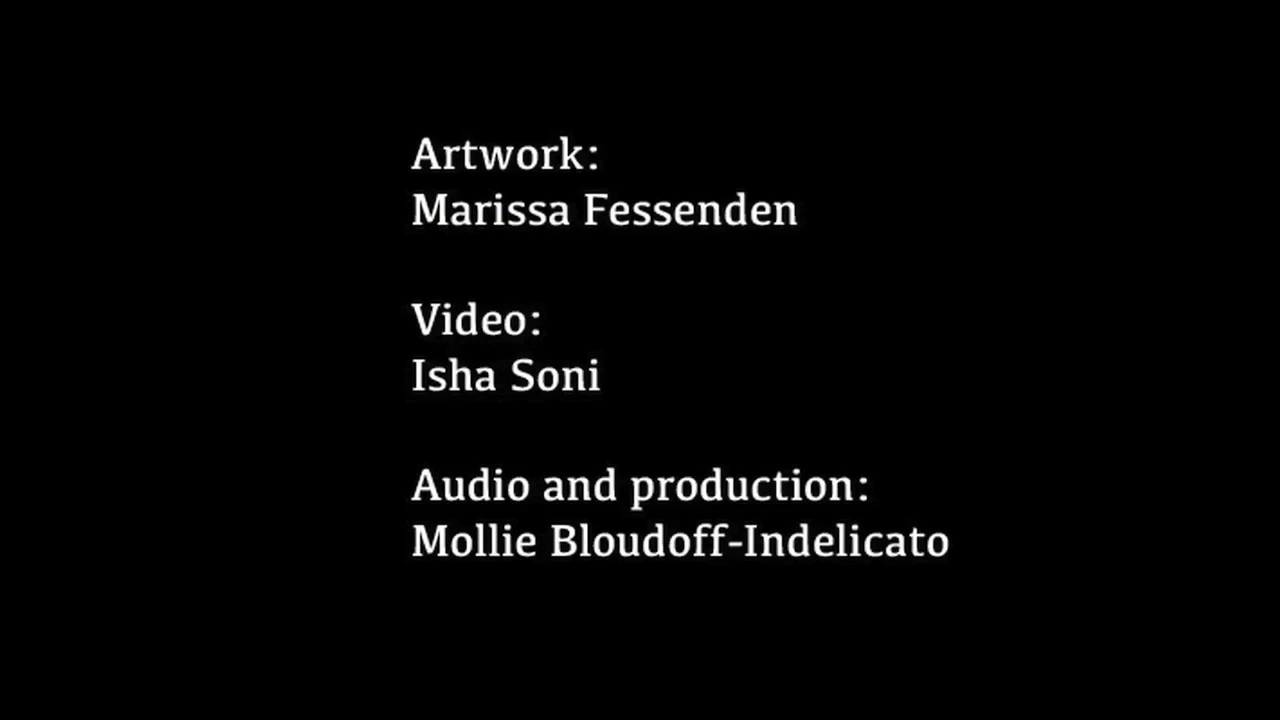 Artwork:
Marissa Fessenden
Video:
Isha Soni
Audio and production:
Mollie Bloudoff-Indelicato